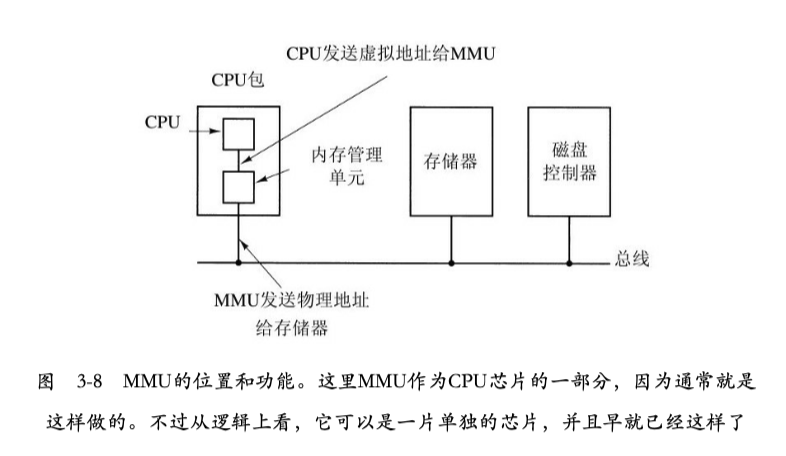 CPU发送虚拟地址给MMU
CPU包
CPU
内存管理
单元
存储器
磁盘
控制器
总线
MMU发送物理地址
给存储器
图 3-8 MMU的位置和功能。这里MMU作为CPU芯片的一部分，因为通常就是
这样做的。不过从逻辑上看，它可以是一片单独的芯片，并且早就已经这样了